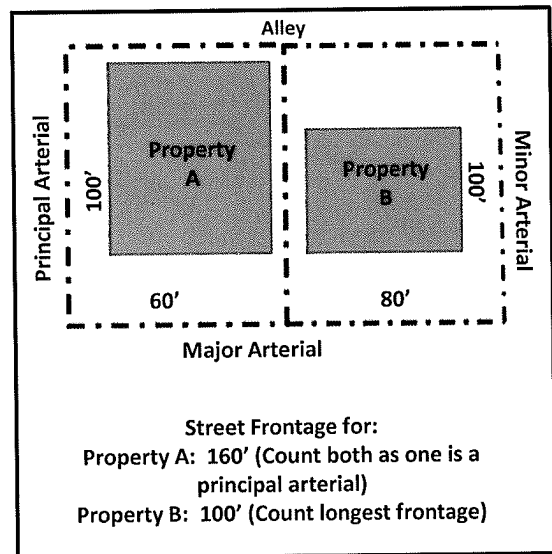 Alley
Principal Arterial
100'
Property
A
Property
B
100'
Minor Arterial
60'
80'
Major Arterial
Street Frontage for:
Property A: 160' (Count both as one is a
principal arterial)
Property B: 100' (Count longest frontage)